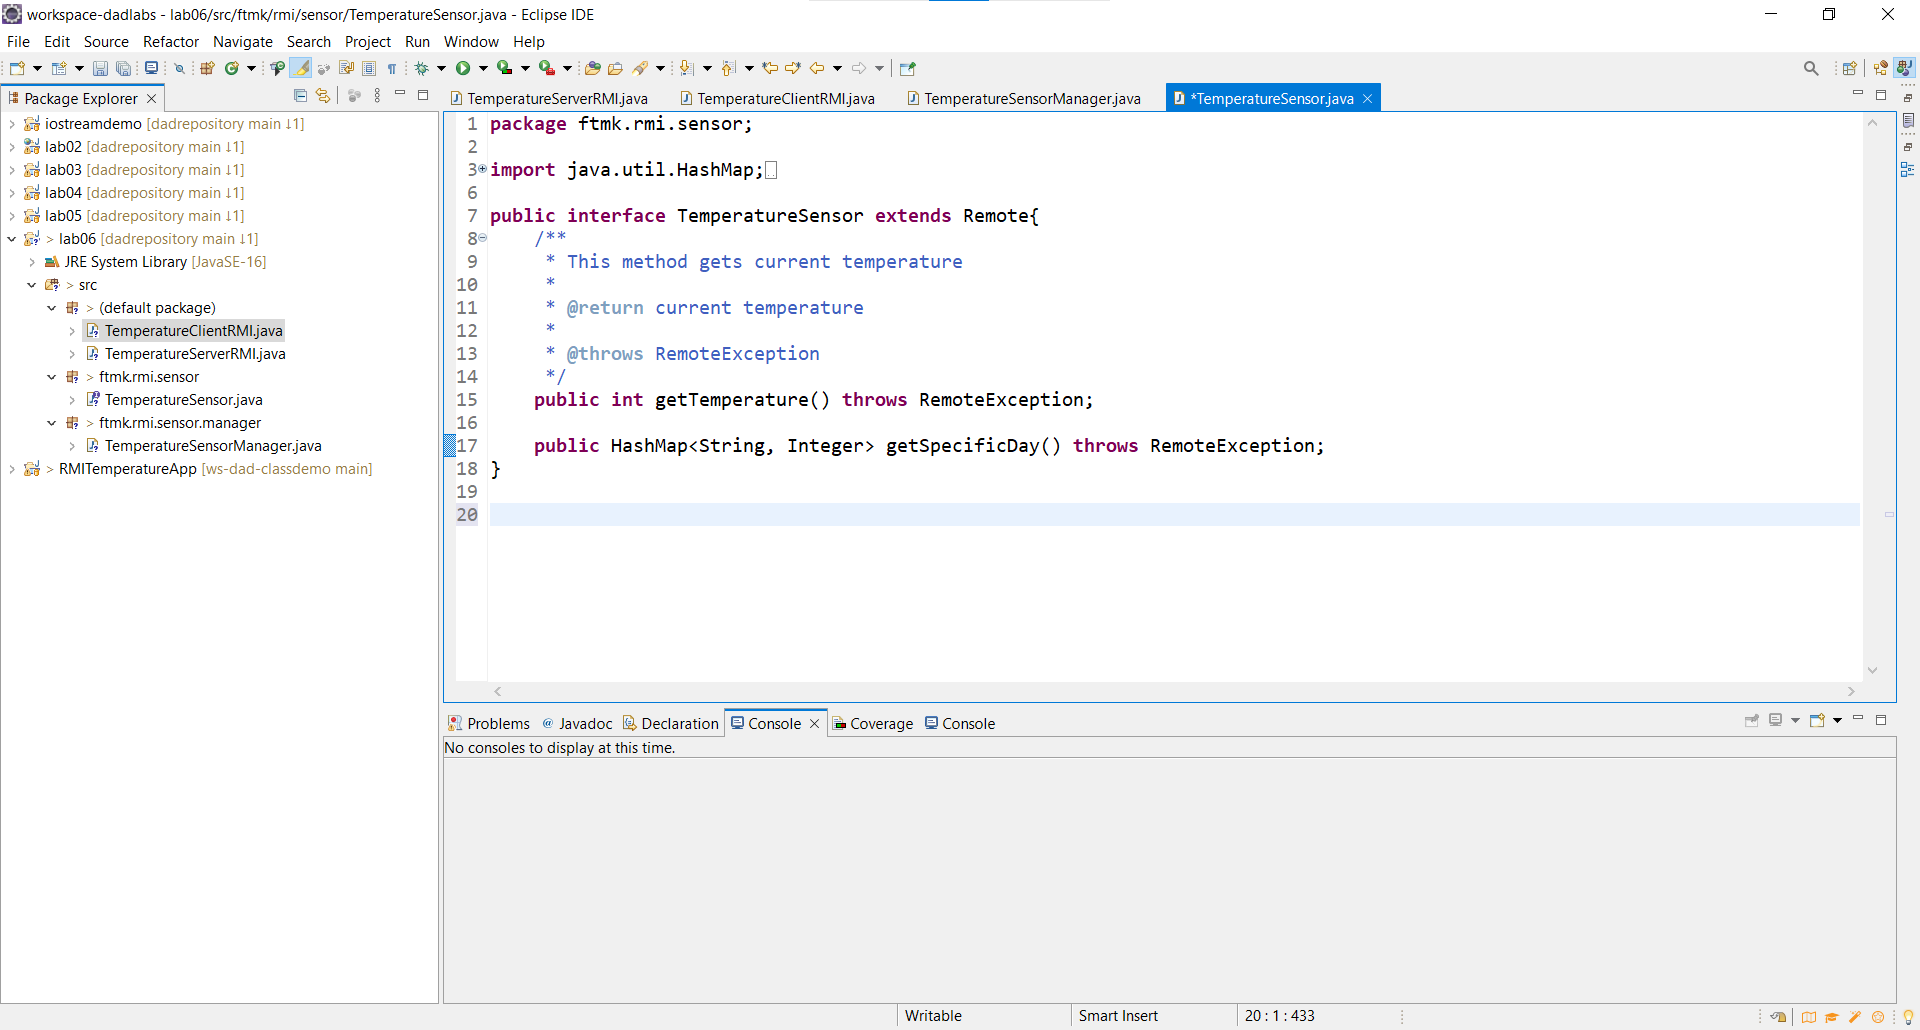 workspace-dadlabs - lab06/src/ftmk/rmi/sensor/TemperatureSensor.java - Eclipse IDE
File Edit Source Refactor Navigate Search Project Run Window Help
Package Explorer
iostreamdemo [dadrepository main ↓1]
lab02 [dadrepository main ↓1]
lab03 [dadrepository main ↓1]
lab04 [dadrepository main ↓1]
lab05 [dadrepository main ↓1]
> lab06 [dadrepository main ↓1]
JRE System Library [JavaSE-16]
> src
> (default package)
TemperatureClientRMI.java
TemperatureServerRMI.java
> ftmk.rmi.sensor
TemperatureSensor.java
> ftmk.rmi.sensor.manager
TemperatureSensorManager.java
> RMITemperatureApp [ws-dad-classdemo main]
TemperatureServerRMI.java TemperatureClientRMI.java TemperatureSensorManager.java *TemperatureSensor.java
1 package ftmk.rmi.sensor;
2
3 import java.util.HashMap;
6
7 public interface TemperatureSensor extends Remote{
8 /**
9 * This method gets current temperature
10 *
11 * @return current temperature
12 *
13 * @throws RemoteException
14 */
15 public int getTemperature() throws RemoteException;
16
17 public HashMap<String, Integer> getSpecificDay() throws RemoteException;
18 }
19
20
Problems @ Javadoc Declaration Console Coverage Console
No consoles to display at this time.
Writable Smart Insert 20 : 1 : 433